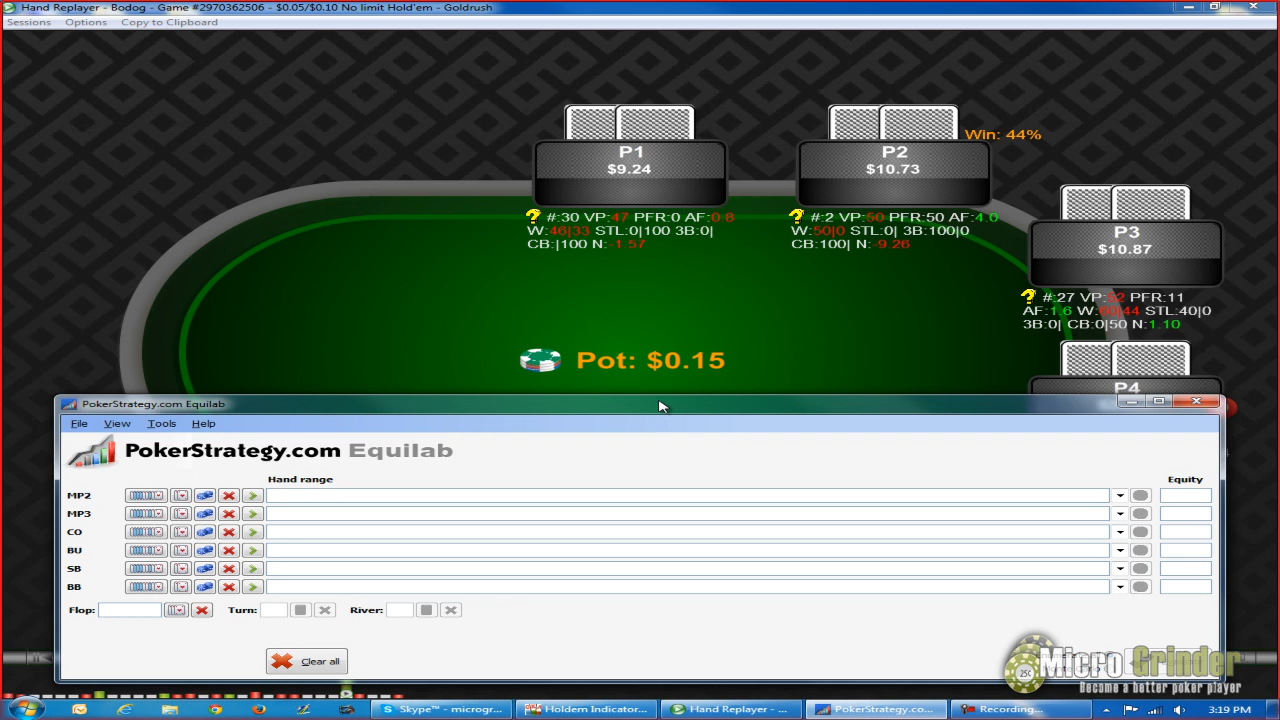 Hand Replayer - Bodog - Game #2970362506 - $0.05/$0.10 No limit Hold'em - Goldrush
Sessions Options Copy to Clipboard
P1
$9.24
P2
$10.73
Win: 44%
#:30 VP:47 PFR:0 AF:0.8
W:46|33 STL:0|100 3B:0|
CB:|100 N:-1.57
#:2 VP:50 PFR:50 AF:4.0
W:50|0 STL:0| 3B:100|0
CB:100| N:-9.26
P3
$10.87
#:27 VP:52 PFR:11
AF:1.6 W: |44 STL:40|0
3B:0| CB:0|50 N:1.10
Pot: $0.15
P4
PokerStrategy.com Equilab
File View Tools Help
PokerStrategy.com Equilab
Hand range Equity
MP2
MP3
CO
BU
SB
BB
Flop: Turn: River:
Clear all
25¢
Micro Grinder
Become a better poker player
Skype™ - microgr...
Holdem Indicator...
Hand Replayer - ...
PokerStrategy.co...
Recording...
3:19 PM